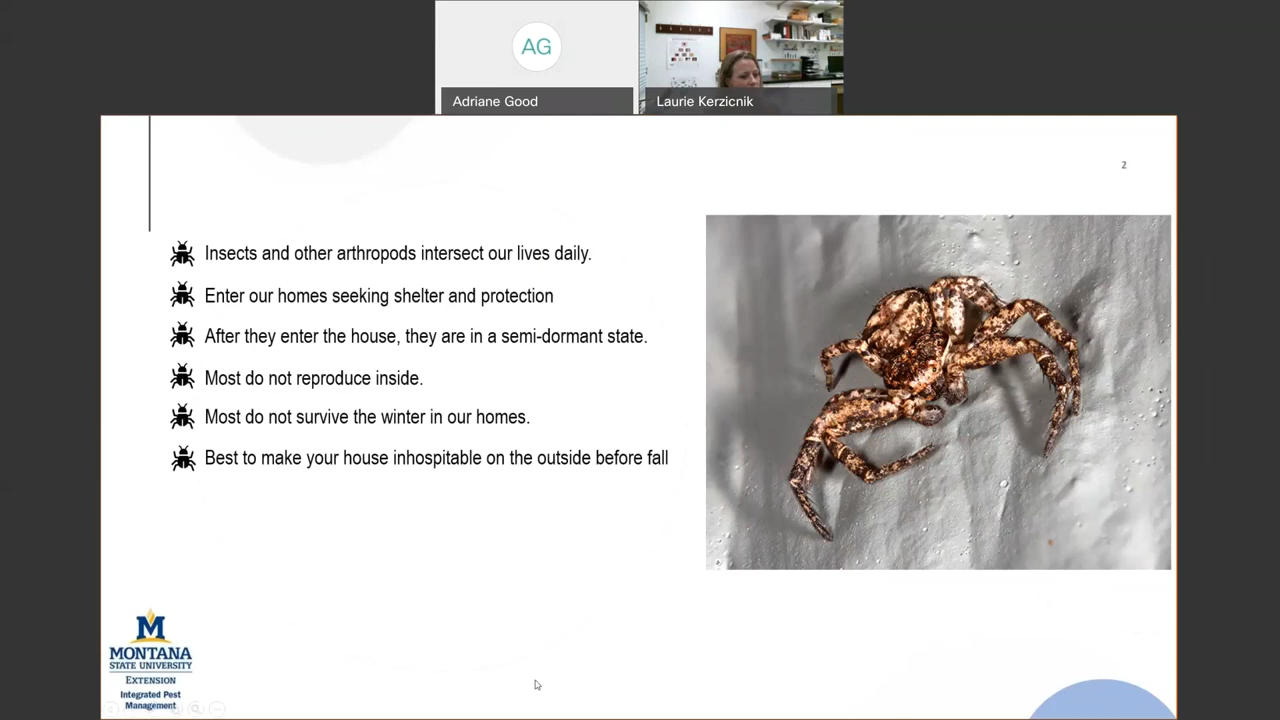 AG
Adriane Good
Laurie Kerzicnik
2
Insects and other arthropods intersect our lives daily.
Enter our homes seeking shelter and protection
After they enter the house, they are in a semi-dormant state.
Most do not reproduce inside.
Most do not survive the winter in our homes.
Best to make your house inhospitable on the outside before fall
M
MONTANA
STATE UNIVERSITY
EXTENSION
Integrated Pest
Management